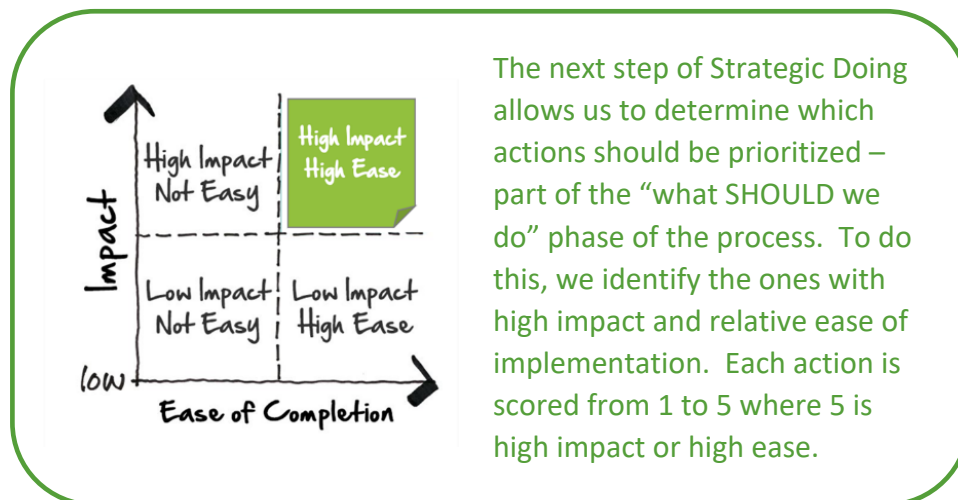 Impact
High Impact
Not Easy
High Impact
High Ease
Low Impact
Not Easy
Low Impact
High Ease
low
Ease of Completion
The next step of Strategic Doing
allows us to determine which
actions should be prioritized –
part of the “what SHOULD we
do” phase of the process.  To do
this, we identify the ones with
high impact and relative ease of
implementation.  Each action is
scored from 1 to 5 where 5 is
high impact or high ease.